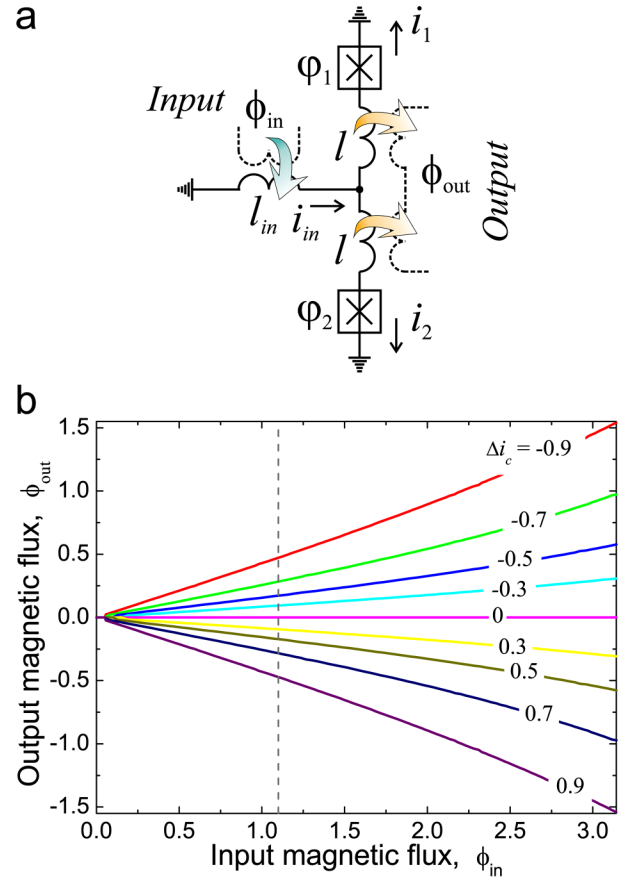 a
i₁
φ₁
Input
ϕin
l
ϕout
Output
lin
iin
l
φ₂
i₂
b
1.5
Δic = -0.9
1.0
-0.7
0.5
-0.5
-0.3
0.0
0
0.3
0.5
-0.5
0.7
-1.0
0.9
-1.5
Output magnetic flux, ϕout
0.0 0.5 1.0 1.5 2.0 2.5 3.0
Input magnetic flux, ϕin